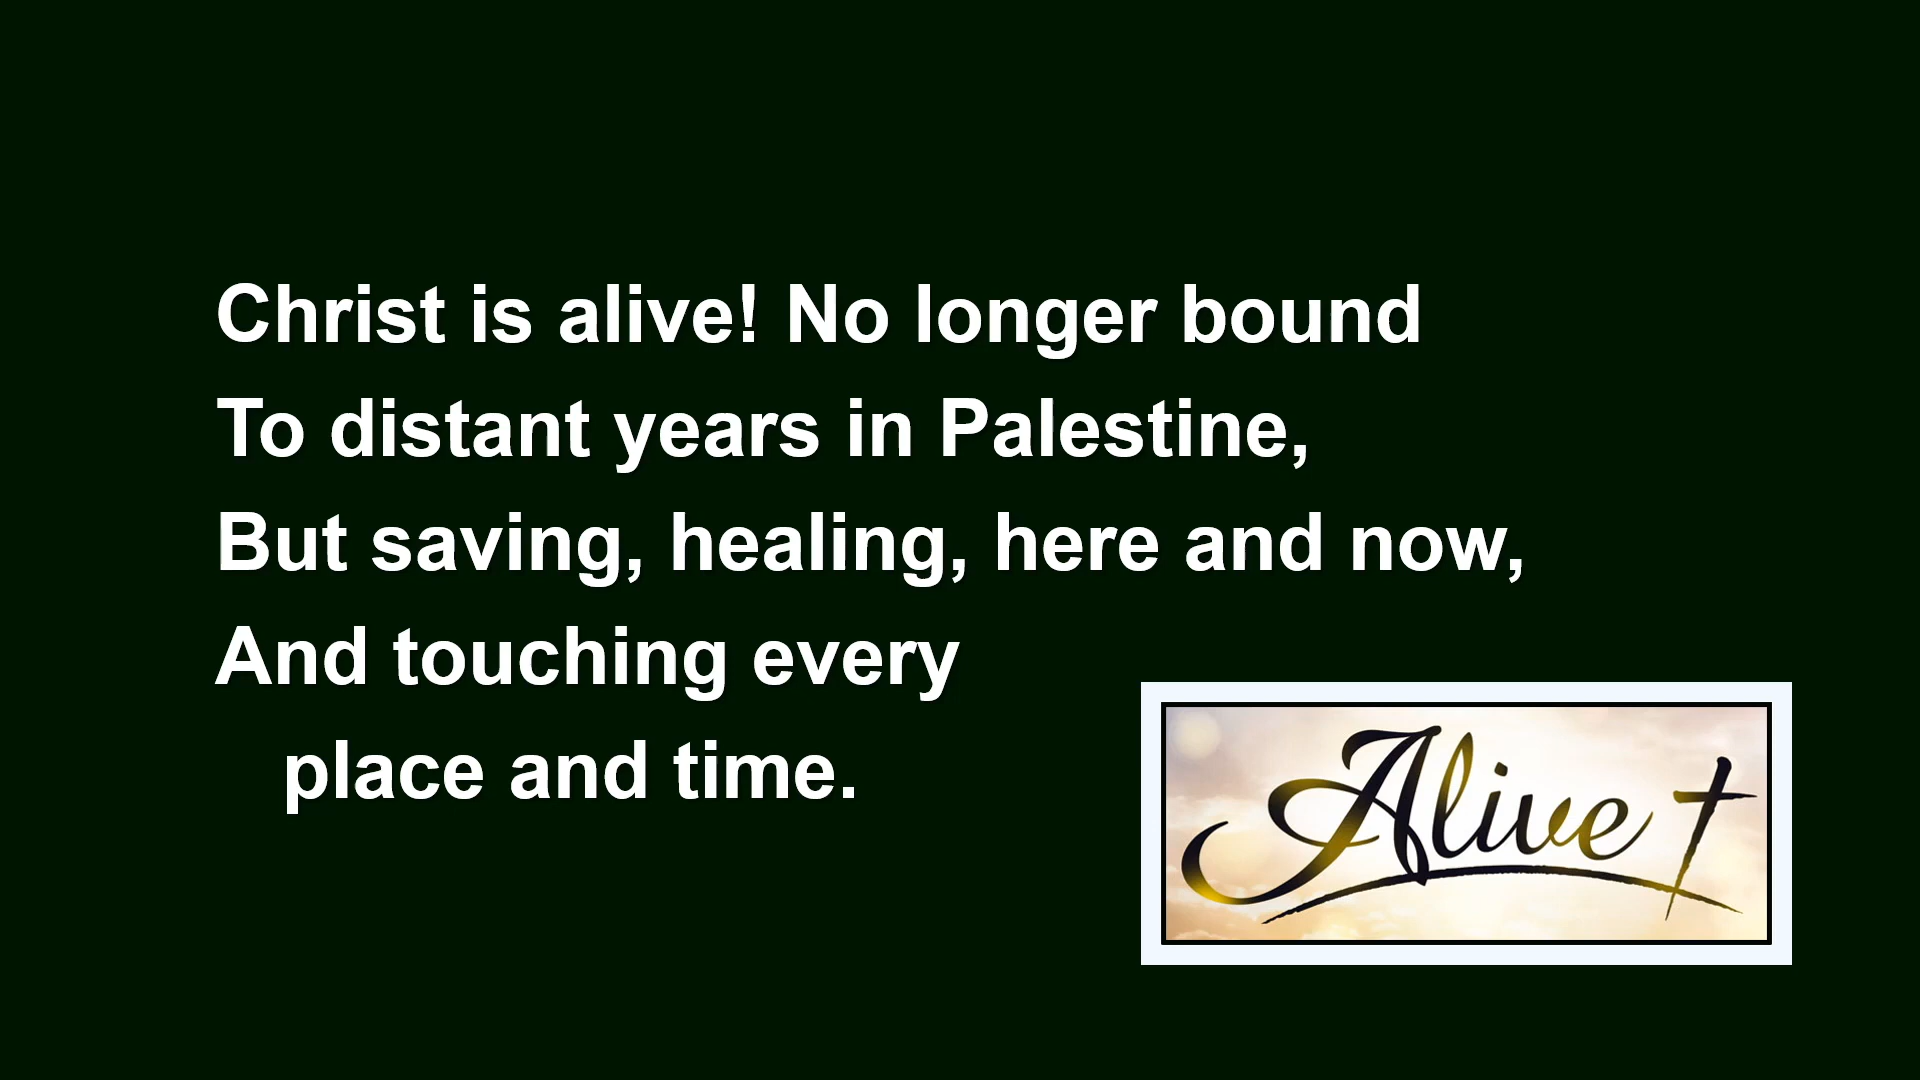 Christ is alive! No longer bound
To distant years in Palestine,
But saving, healing, here and now,
And touching every
place and time.
Alive